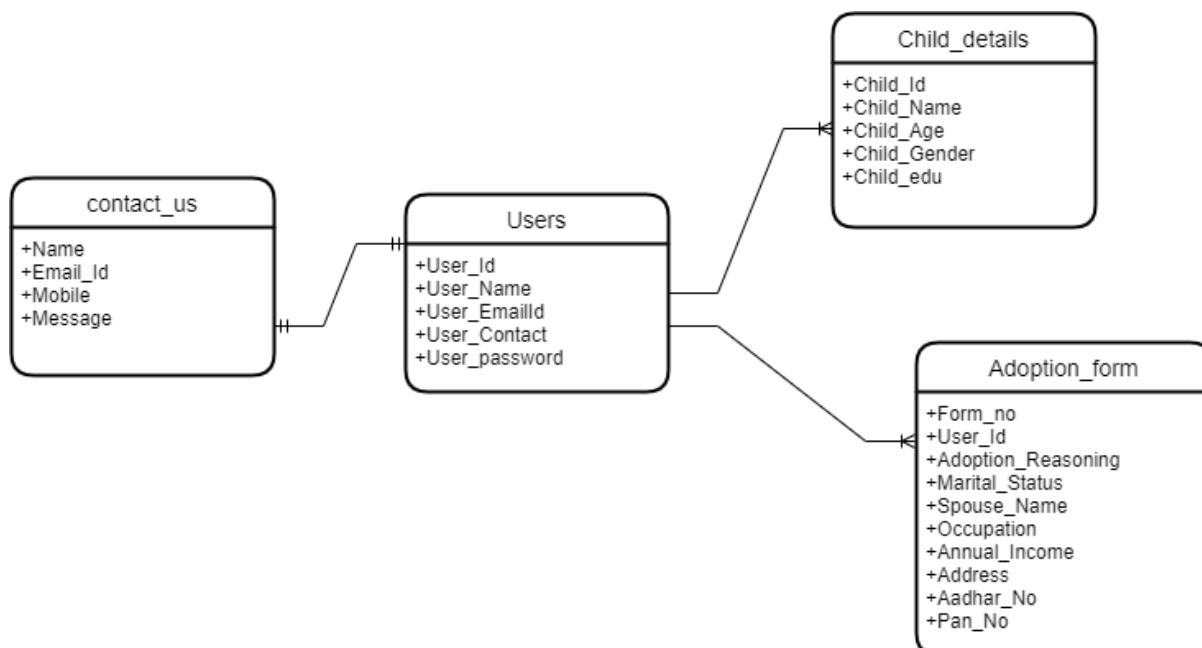 Child_details
+Child_Id
+Child_Name
+Child_Age
+Child_Gender
+Child_edu
contact_us
+Name
+Email_Id
+Mobile
+Message
Users
+User_Id
+User_Name
+User_EmailId
+User_Contact
+User_password
Adoption_form
+Form_no
+User_Id
+Adoption_Reasoning
+Marital_Status
+Spouse_Name
+Occupation
+Annual_Income
+Address
+Aadhar_No
+Pan_No